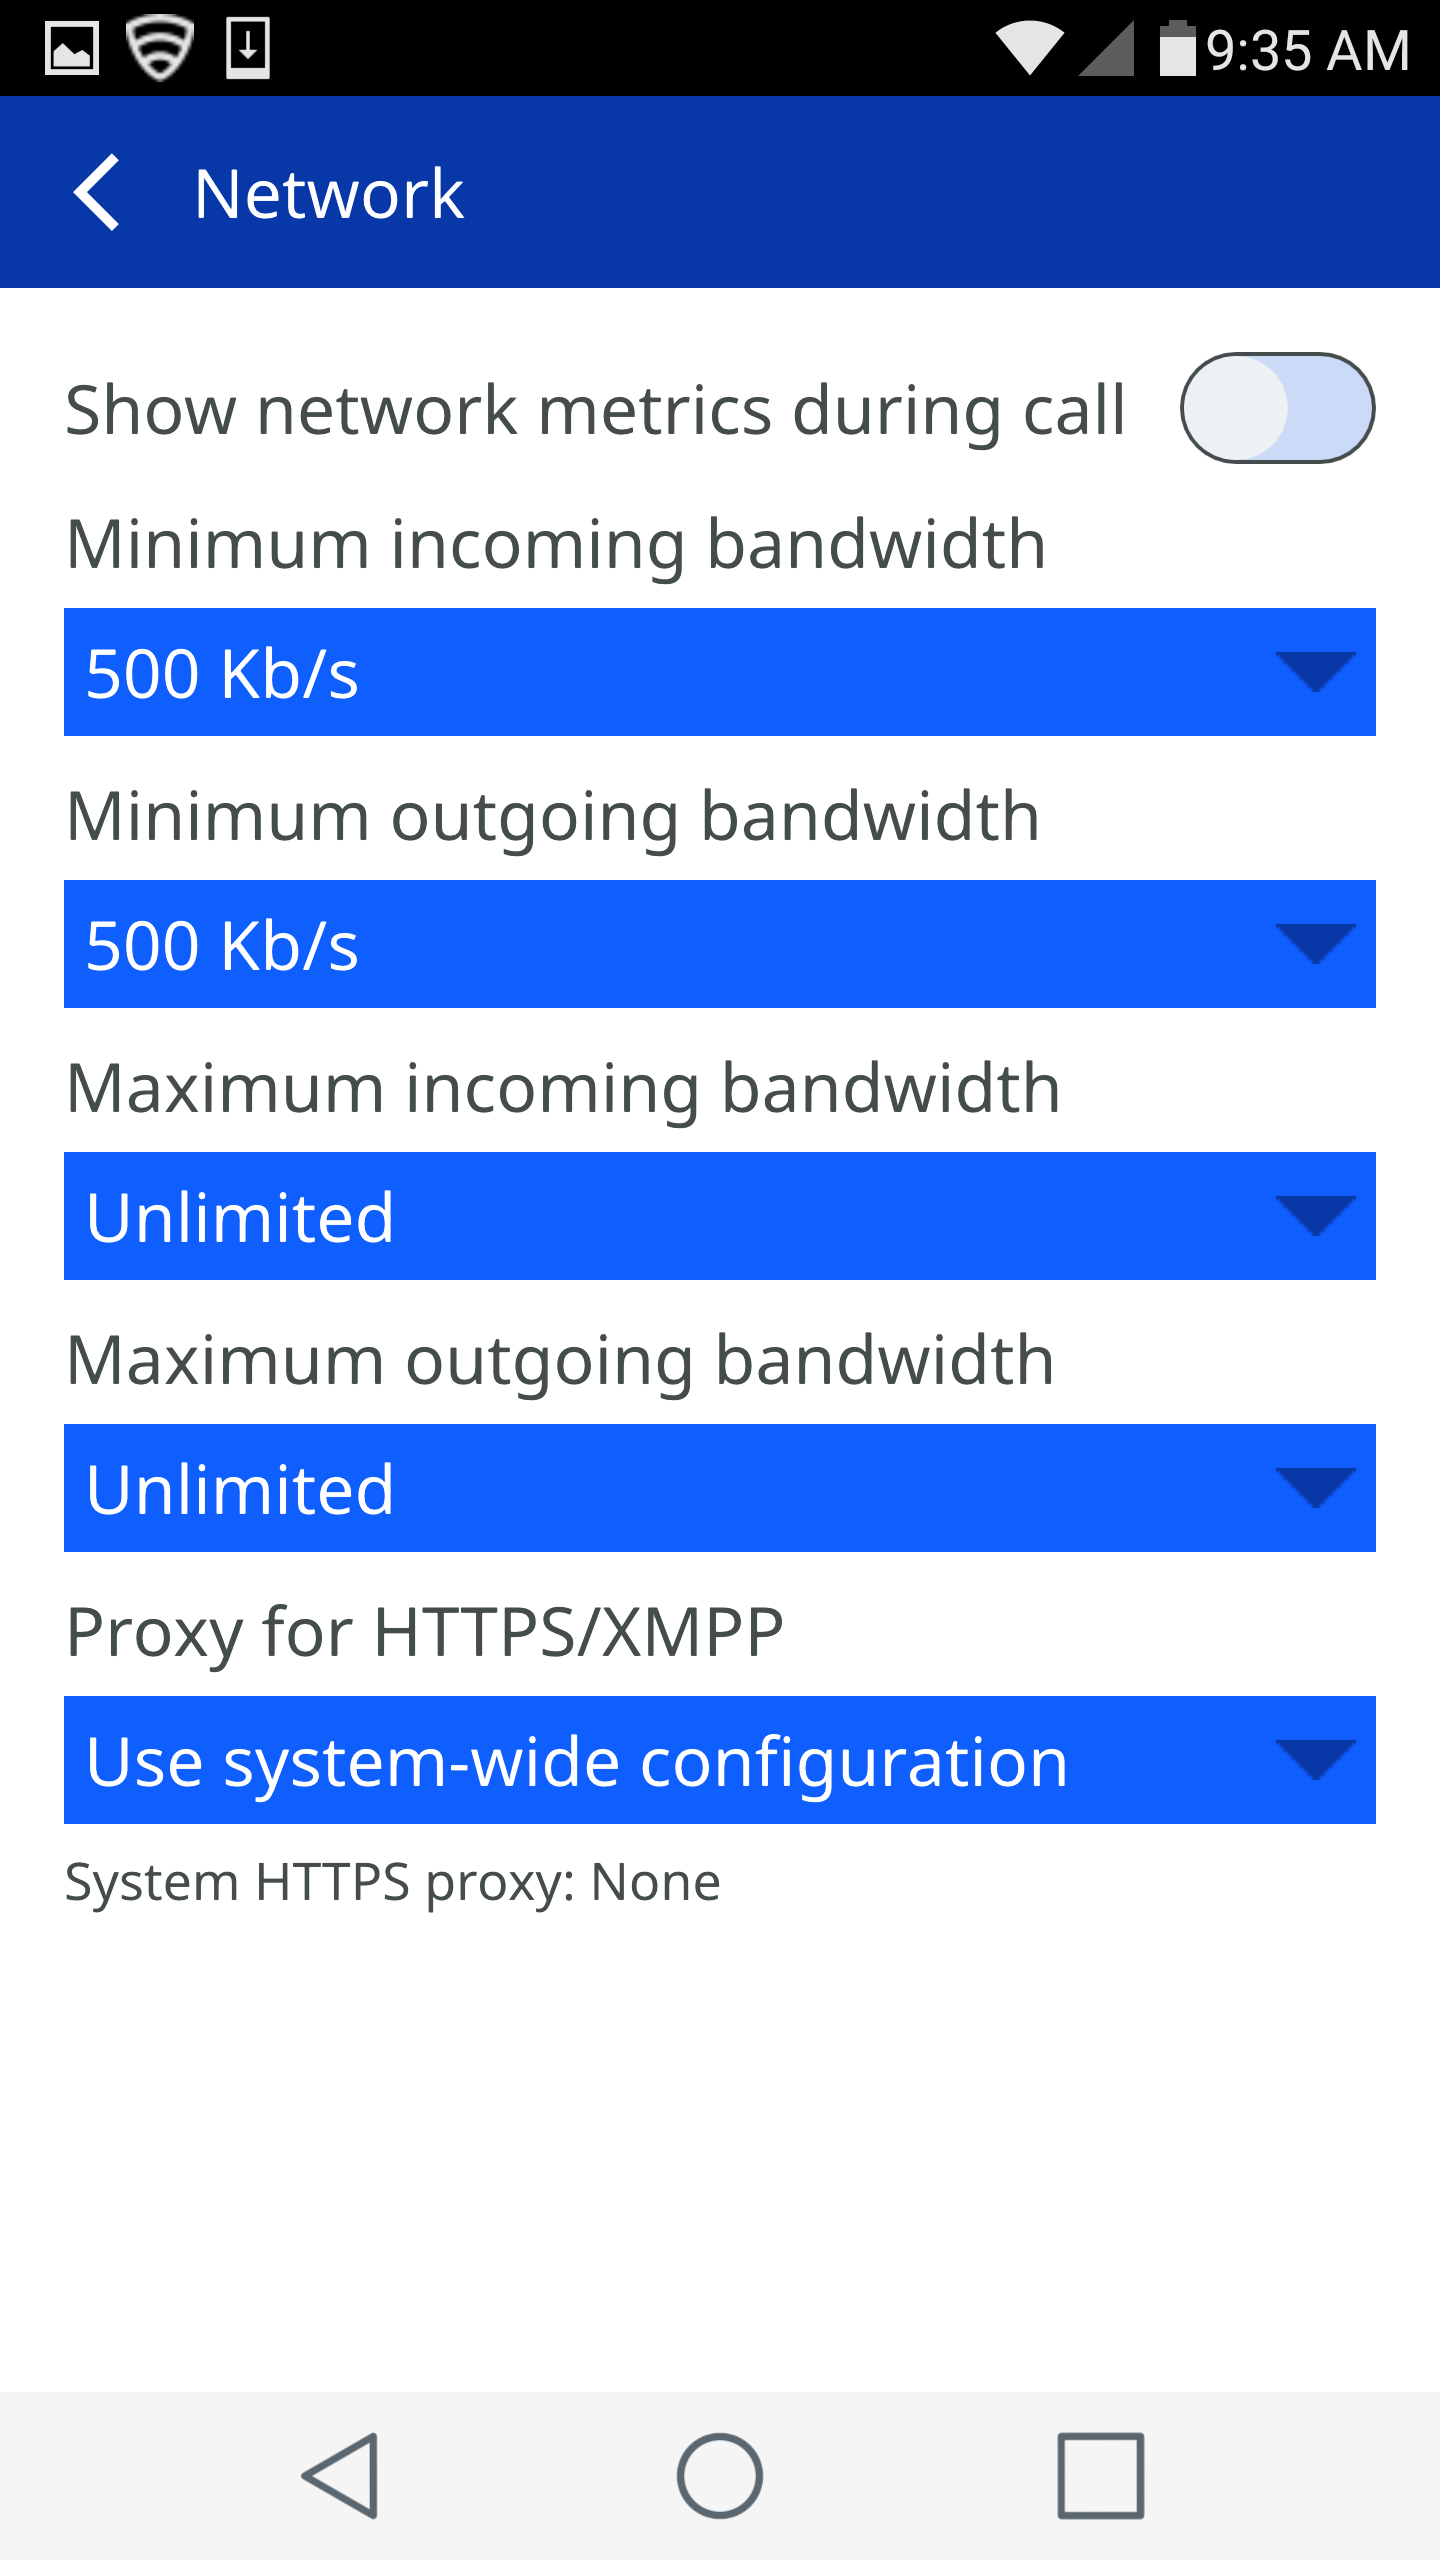 9:35 AM
Network
Show network metrics during call
Minimum incoming bandwidth
500 Kb/s
Minimum outgoing bandwidth
500 Kb/s
Maximum incoming bandwidth
Unlimited
Maximum outgoing bandwidth
Unlimited
Proxy for HTTPS/XMPP
Use system-wide configuration
System HTTPS proxy: None